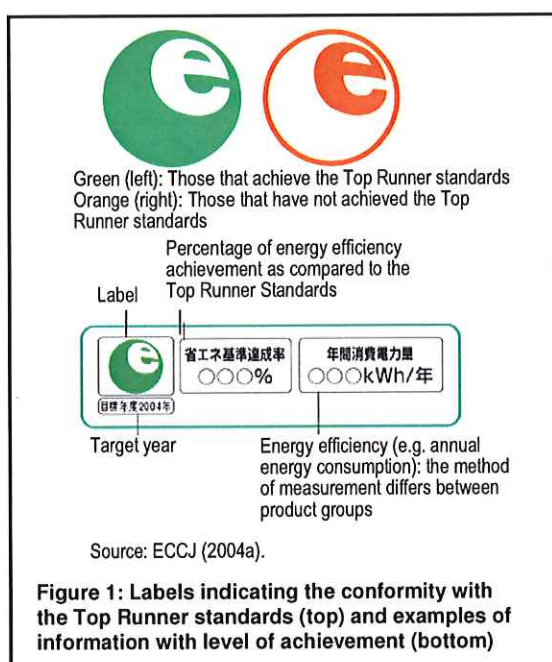 e e
Green (left): Those that achieve the Top Runner standards
Orange (right): Those that have not achieved the Top
Runner standards
Percentage of energy efficiency
achievement as compared to the
Top Runner Standards
Label
e
省エネ基準達成率
○○○%
年間消費電力量
○○○kWh/年
目標年度2004年
Target year
Energy efficiency (e.g. annual
energy consumption): the method
of measurement differs between
product groups
Source: ECCJ (2004a).
Figure 1: Labels indicating the conformity with
the Top Runner standards (top) and examples of
information with level of achievement (bottom)